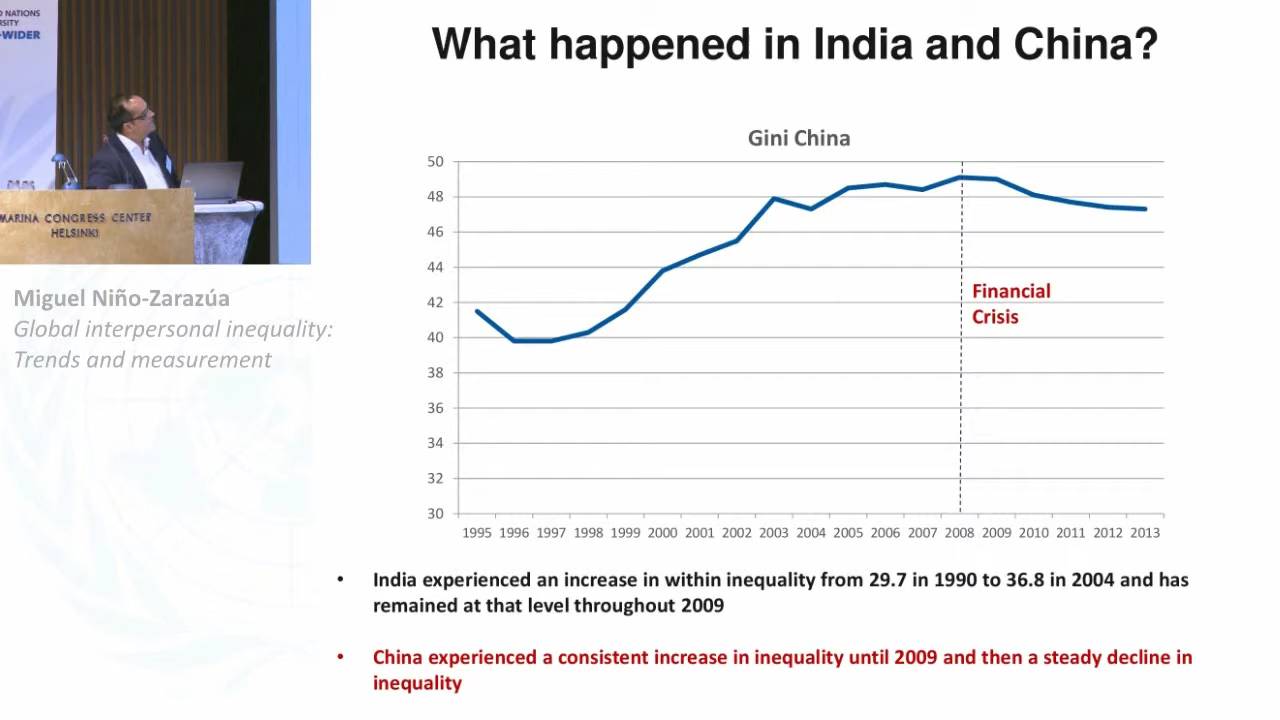 D NATIONS
RSITY
-WIDER
MARINA CONGRESS CENTER
HELSINKI
Miguel Niño-Zarazúa
Global interpersonal inequality:
Trends and measurement
What happened in India and China?
Gini China
50
48
46
44
42
40
38
36
34
32
30
Financial
Crisis
1995 1996 1997 1998 1999 2000 2001 2002 2003 2004 2005 2006 2007 2008 2009 2010 2011 2012 2013
• India experienced an increase in within inequality from 29.7 in 1990 to 36.8 in 2004 and has
remained at that level throughout 2009
• China experienced a consistent increase in inequality until 2009 and then a steady decline in
inequality